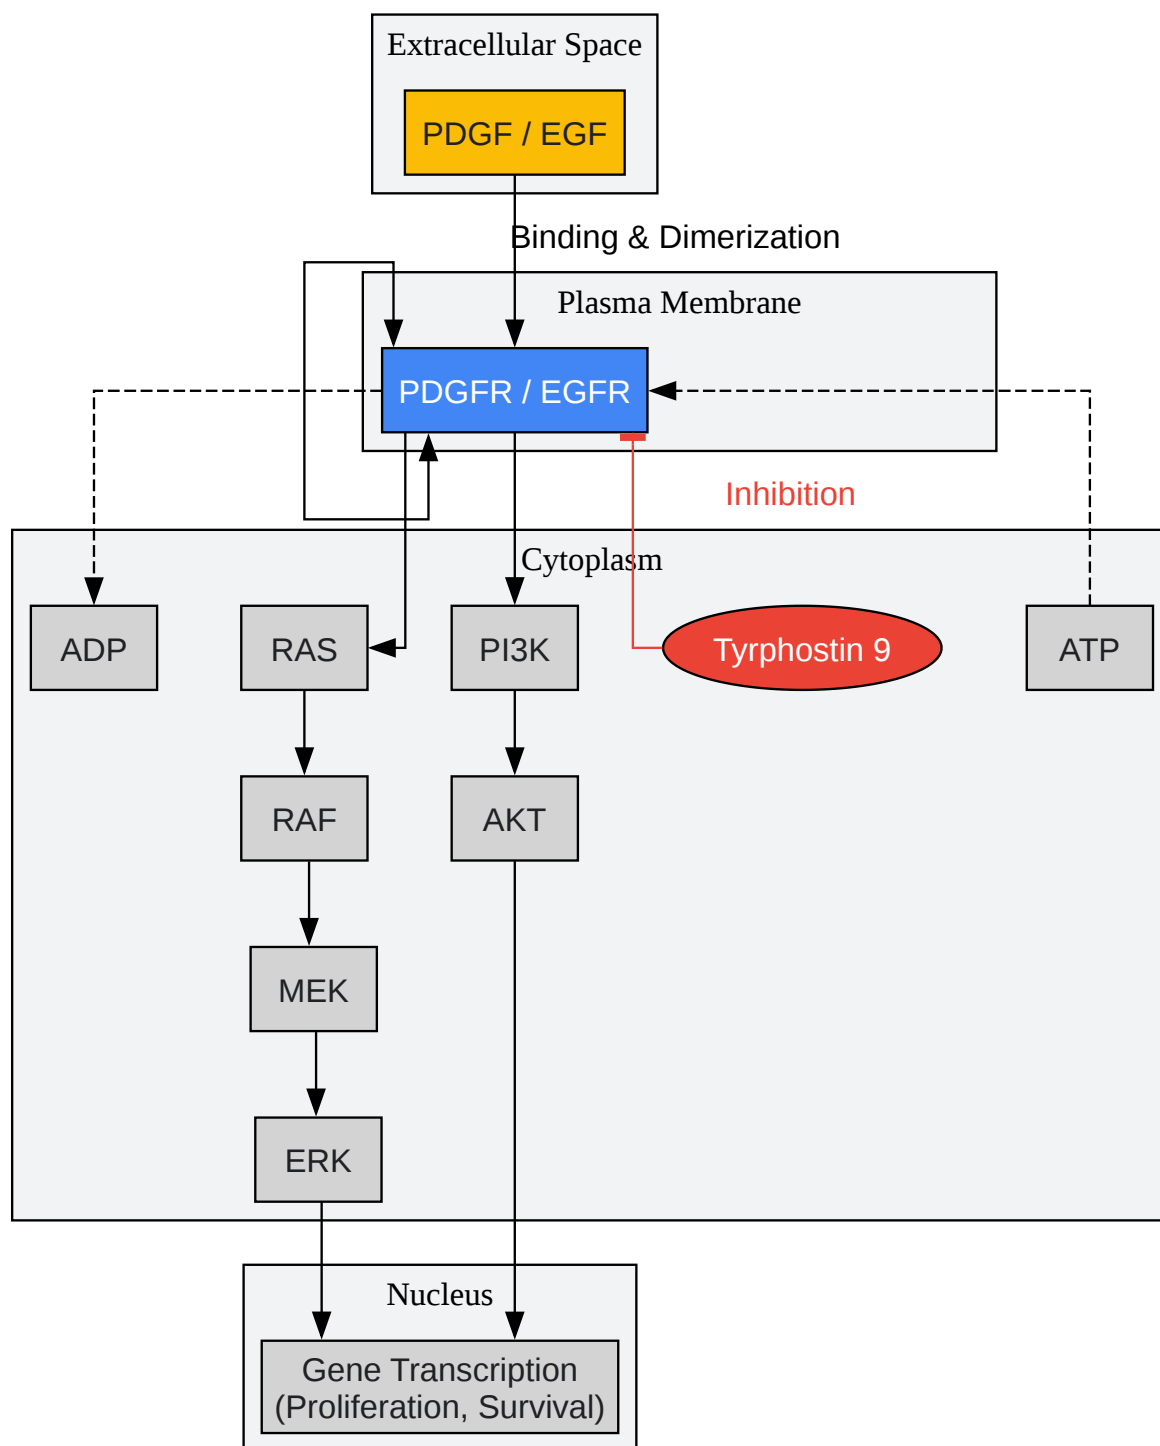 Extracellular Space
PDGF / EGF
Binding & Dimerization
Plasma Membrane
PDGFR / EGFR
Inhibition
Cytoplasm
ADP
RAS
PI3K
Tyrphostin 9
ATP
RAF
AKT
MEK
ERK
Nucleus
Gene Transcription
(Proliferation, Survival)